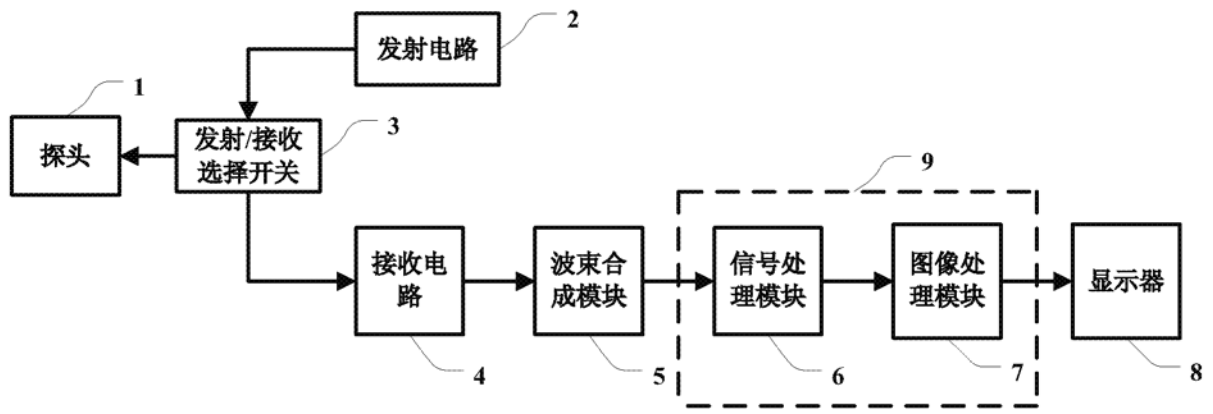 2
发射电路
1
探头
发射/接收
选择开关
3
9
接收电
路
波束合
成模块
信号处
理模块
图像处
理模块
显示器
4
5
6
7
8